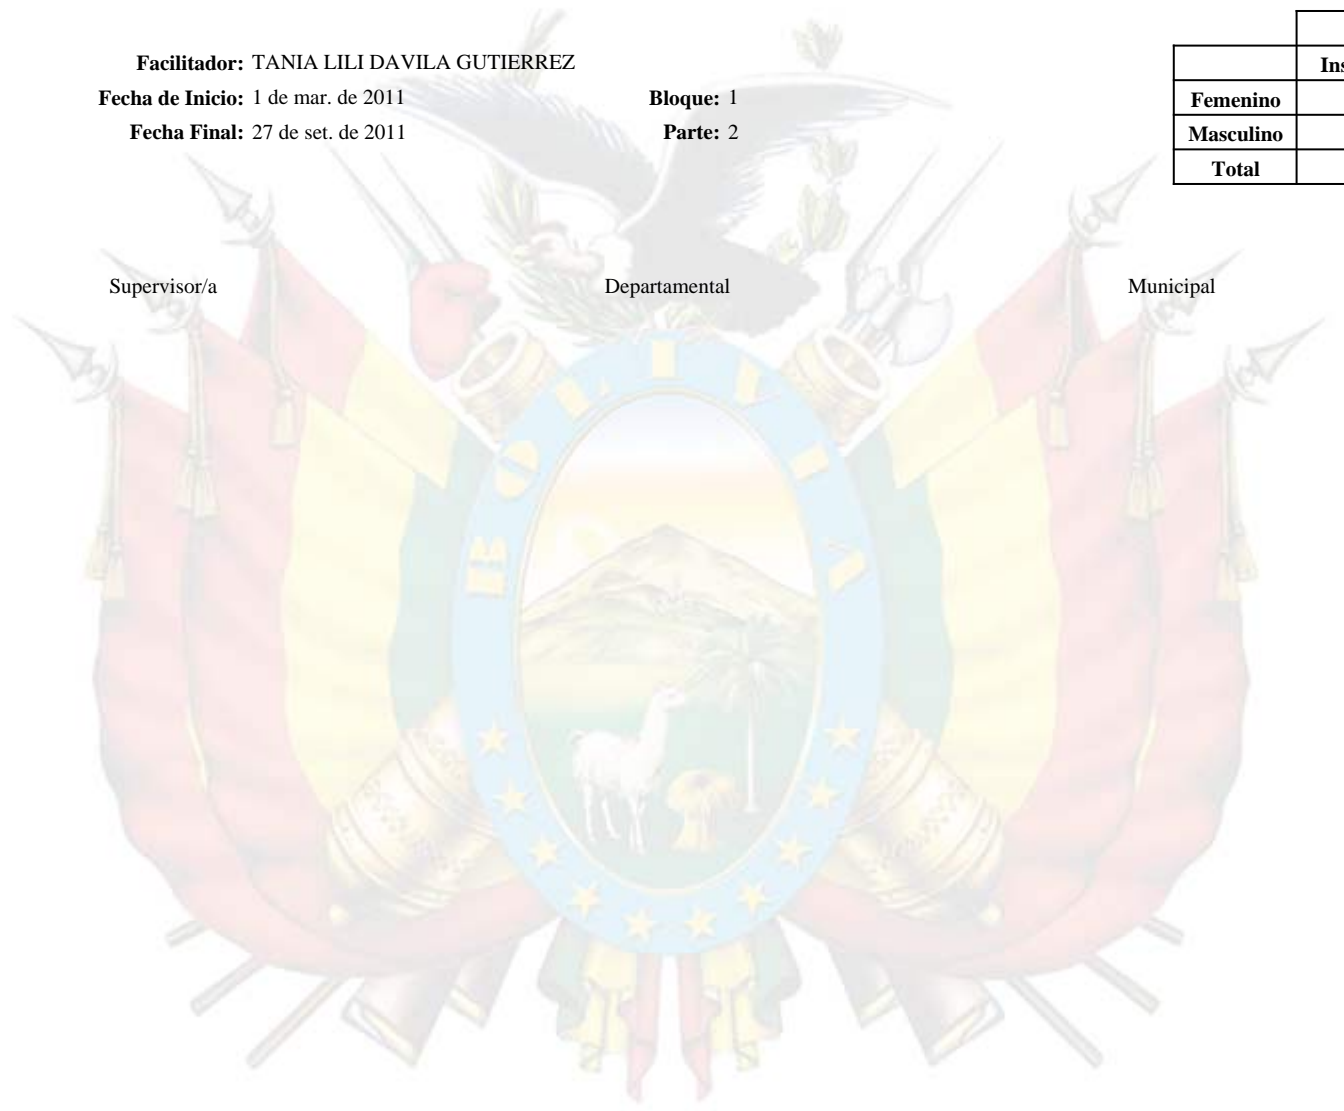 Facilitador: TANIA LILI DAVILA GUTIERREZ
Fecha de Inicio: 1 de mar. de 2011 Bloque: 1
Fecha Final: 27 de set. de 2011 Parte: 2
Femenino
Masculino
Total
Supervisor/a Departamental Municipal
BOLIVIA